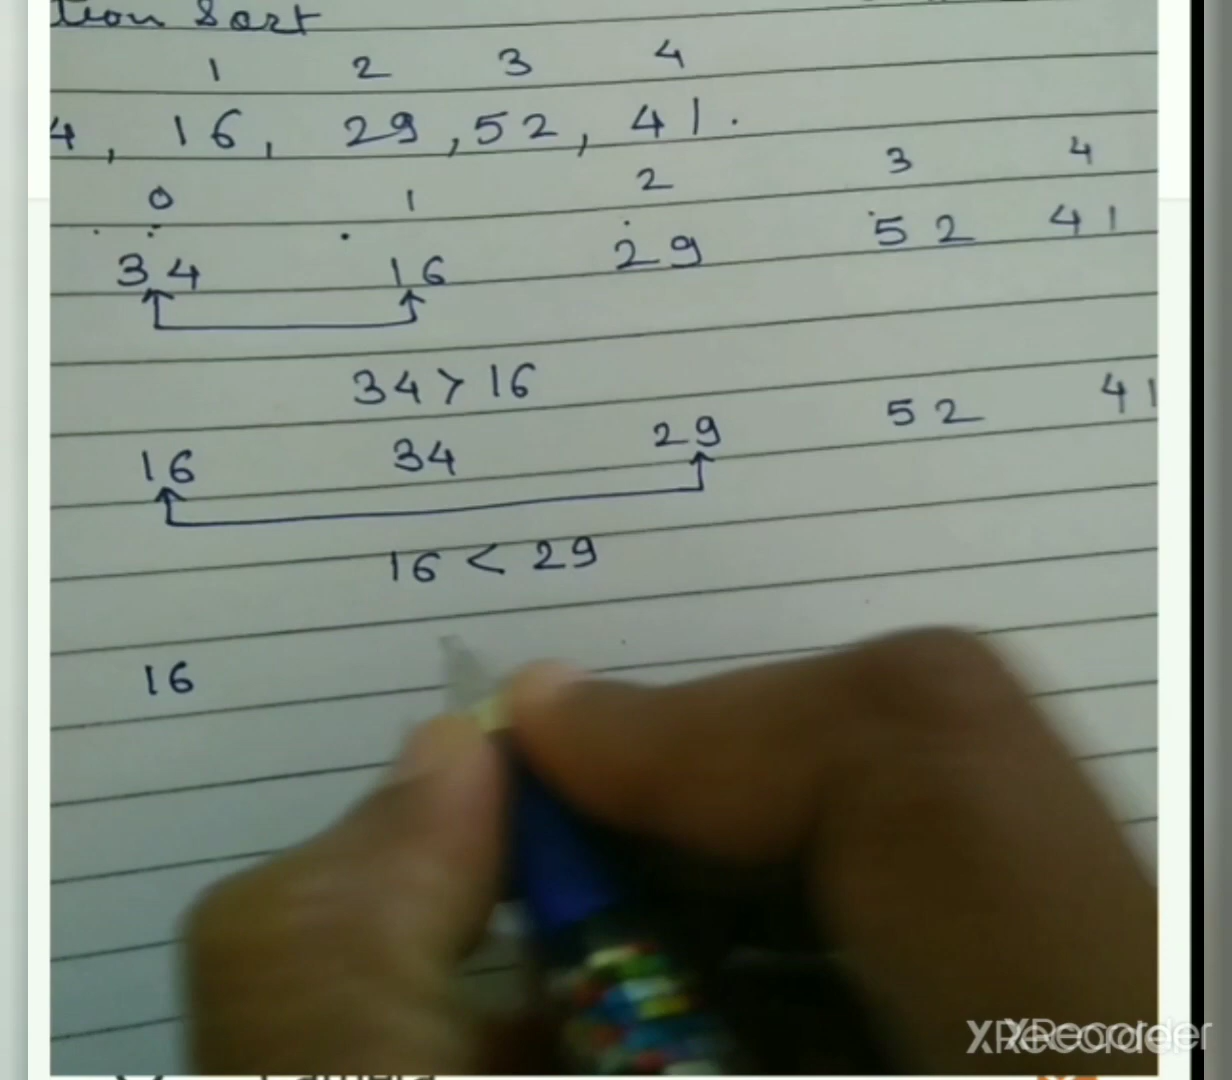 tion Sort
1 2 3 4
4, 16, 29, 52, 41.
0 1 2 3 4
34 16 29 52 41
34 > 16
16 34 29 52 41
16 < 29
16
XRecorder